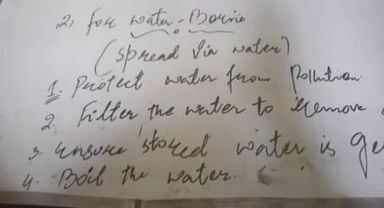 2, for water-Borne
(spread via water)
1. Protect water from Pollution
2. Filter the water to remove
3. ensure stored water is
4. Boil the water.